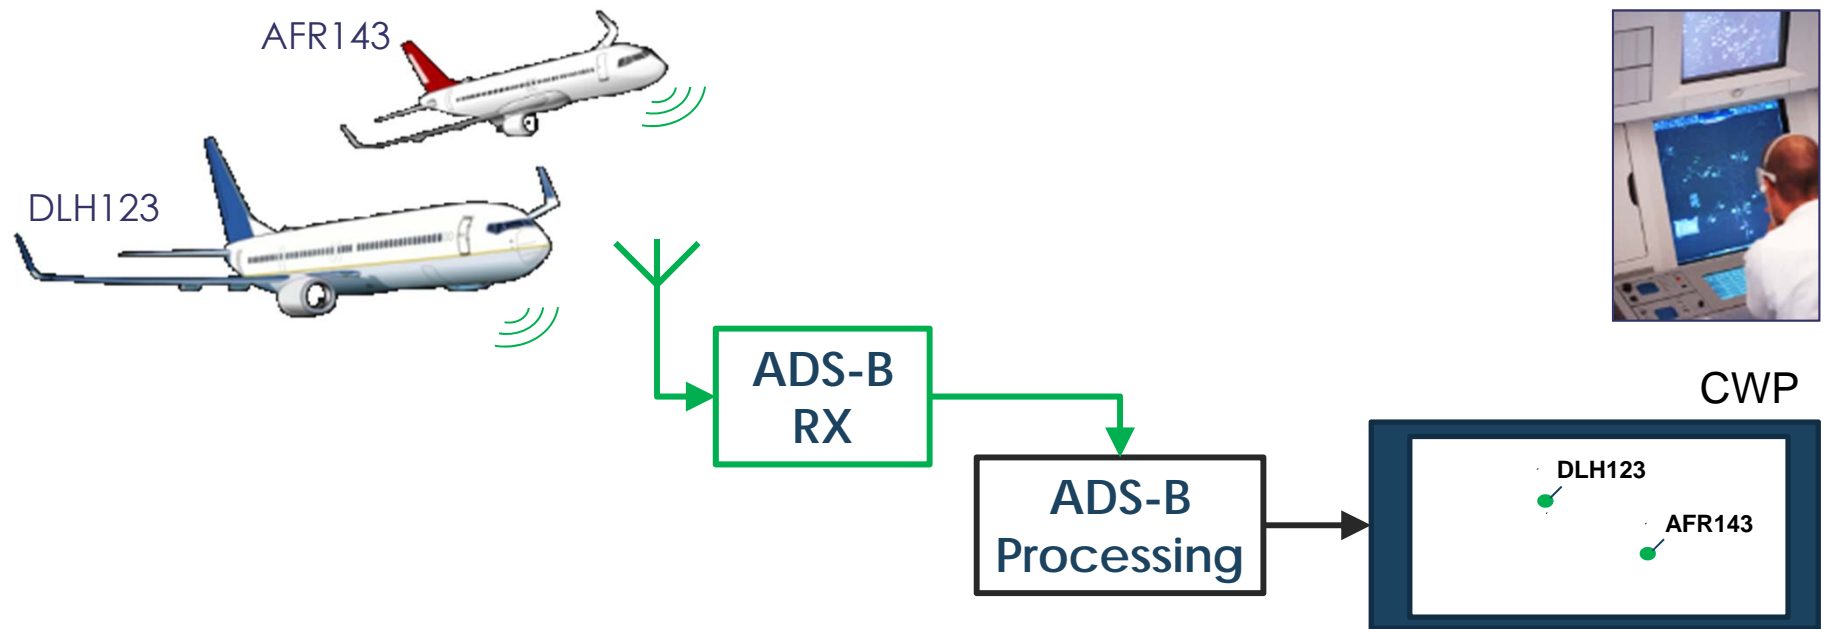 AFR143
DLH123
ADS-B
RX
ADS-B
Processing
CWP
DLH123
AFR143